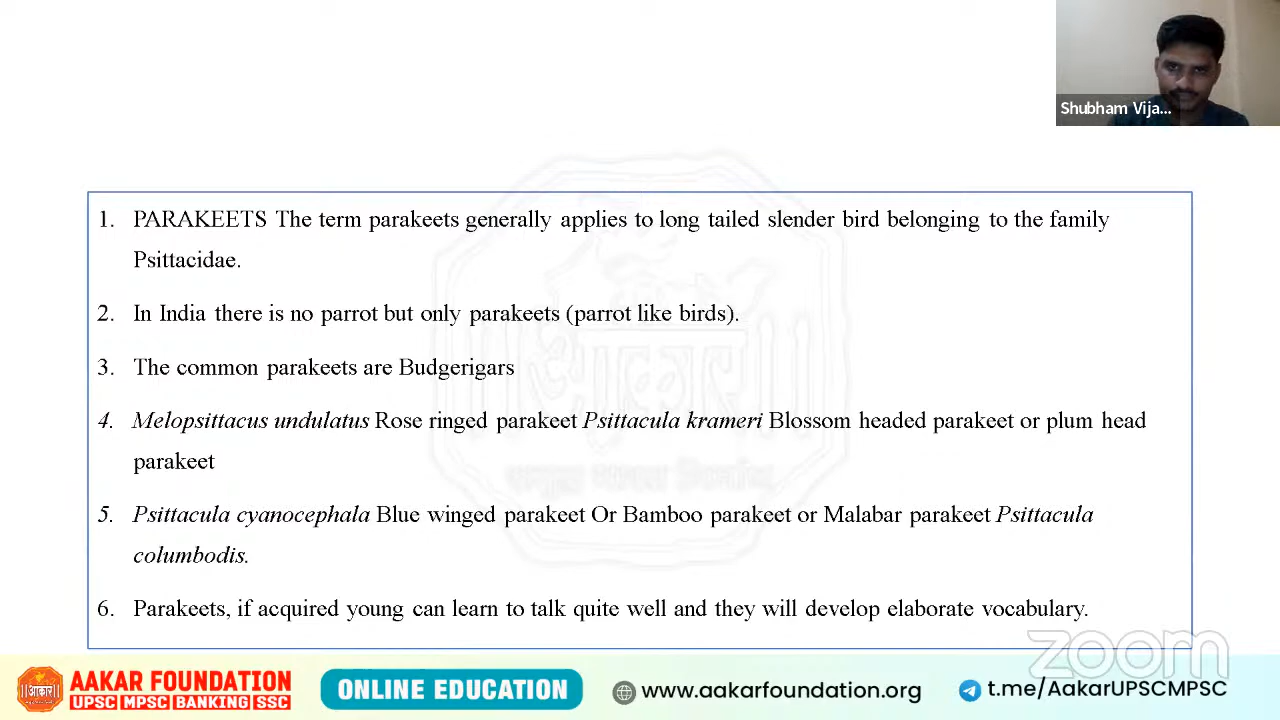 Shubham Vija...
1. PARAKEETS The term parakeets generally applies to long tailed slender bird belonging to the family
Psittacidae.
2. In India there is no parrot but only parakeets (parrot like birds).
3. The common parakeets are Budgerigars
4. Melopsittacus undulatus Rose ringed parakeet Psittacula krameri Blossom headed parakeet or plum head
parakeet
5. Psittacula cyanocephala Blue winged parakeet Or Bamboo parakeet or Malabar parakeet Psittacula
columbodis.
6. Parakeets, if acquired young can learn to talk quite well and they will develop elaborate vocabulary.
zoom
॥आकार॥
AAKAR FOUNDATION
UPSC MPSC BANKING SSC
ONLINE EDUCATION
www.aakarfoundation.org
t.me/AakarUPSCMPSC